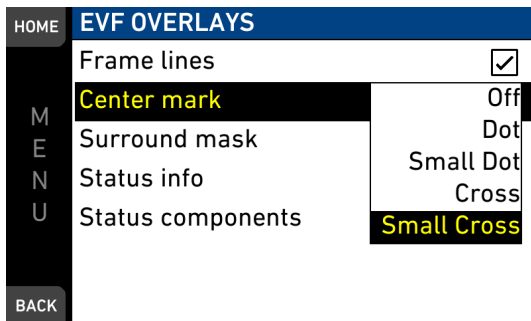 HOME
EVF OVERLAYS
Frame lines
Center mark
Off
Dot
Surround mask
Small Dot
Status info
Cross
Status components
Small Cross
MENU
BACK